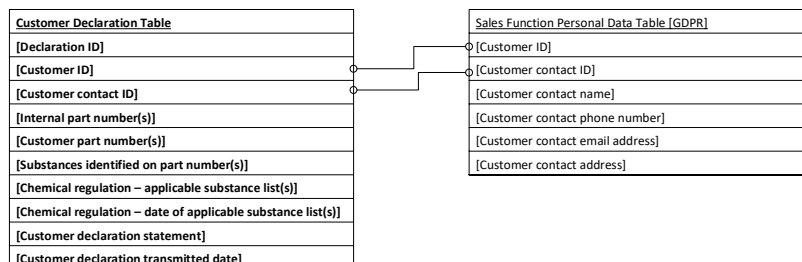 Customer Declaration Table
[Declaration ID]
[Customer ID]
[Customer contact ID]
[Internal part number(s)]
[Customer part number(s)]
[Substances identified on part number(s)]
[Chemical regulation – applicable substance list(s)]
[Chemical regulation – date of applicable substance list(s)]
[Customer declaration statement]
[Customer declaration transmitted date]
Sales Function Personal Data Table [GDPR]
[Customer ID]
[Customer contact ID]
[Customer contact name]
[Customer contact phone number]
[Customer contact email address]
[Customer contact address]